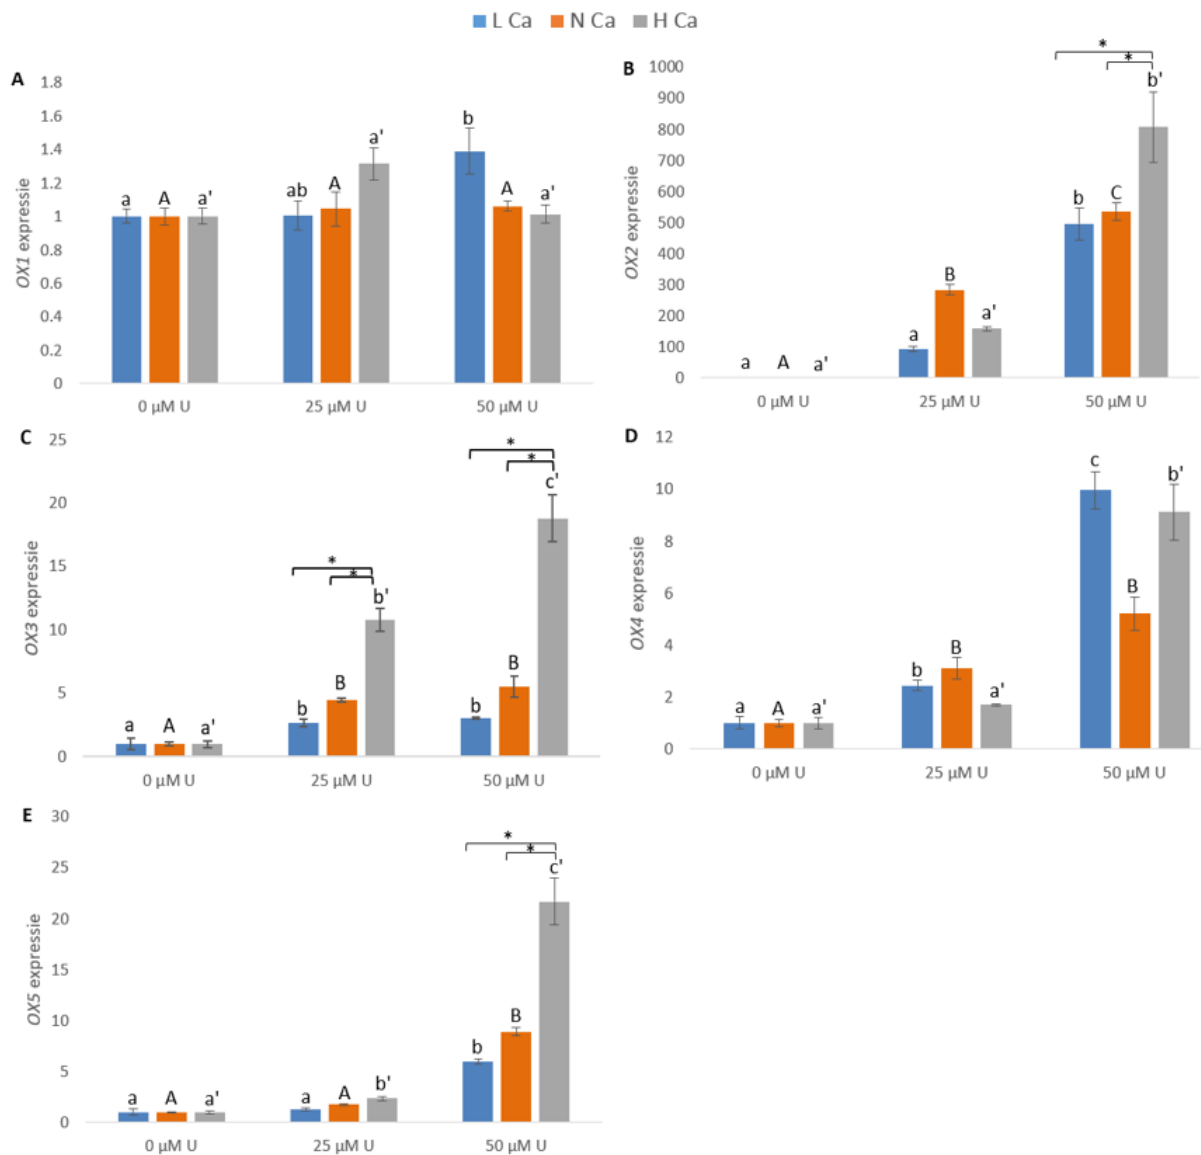 L Ca N Ca H Ca
A
OX1 expressie
1.8
1.6
1.4
1.2
1
0.8
0.6
0.4
0.2
0
a A a'
ab A a'
b A a'
0 µM U 25 µM U 50 µM U
B
OX2 expressie
1000
900
800
700
600
500
400
300
200
100
0
a A a'
a B a'
b C b'
* *
0 µM U 25 µM U 50 µM U
C
OX3 expressie
25
20
15
10
5
0
a A a'
b B b'
* *
b B c'
* *
0 µM U 25 µM U 50 µM U
D
OX4 expressie
12
10
8
6
4
2
0
a A a'
b B a'
c B b'
0 µM U 25 µM U 50 µM U
E
OX5 expressie
30
25
20
15
10
5
0
a A a'
a A b'
b B c'
* *
0 µM U 25 µM U 50 µM U